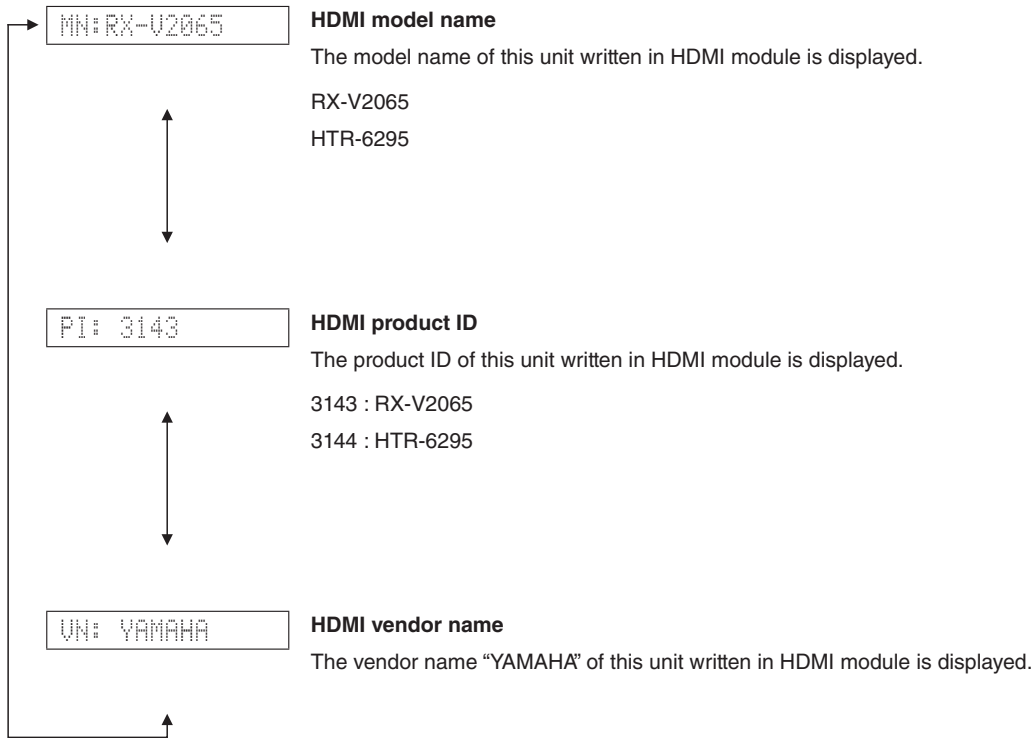 MN:RX-V2065
HDMI model name
The model name of this unit written in HDMI module is displayed.
RX-V2065
HTR-6295
PI: 3143
HDMI product ID
The product ID of this unit written in HDMI module is displayed.
3143 : RX-V2065
3144 : HTR-6295
VN: YAMAHA
HDMI vendor name
The vendor name “YAMAHA” of this unit written in HDMI module is displayed.